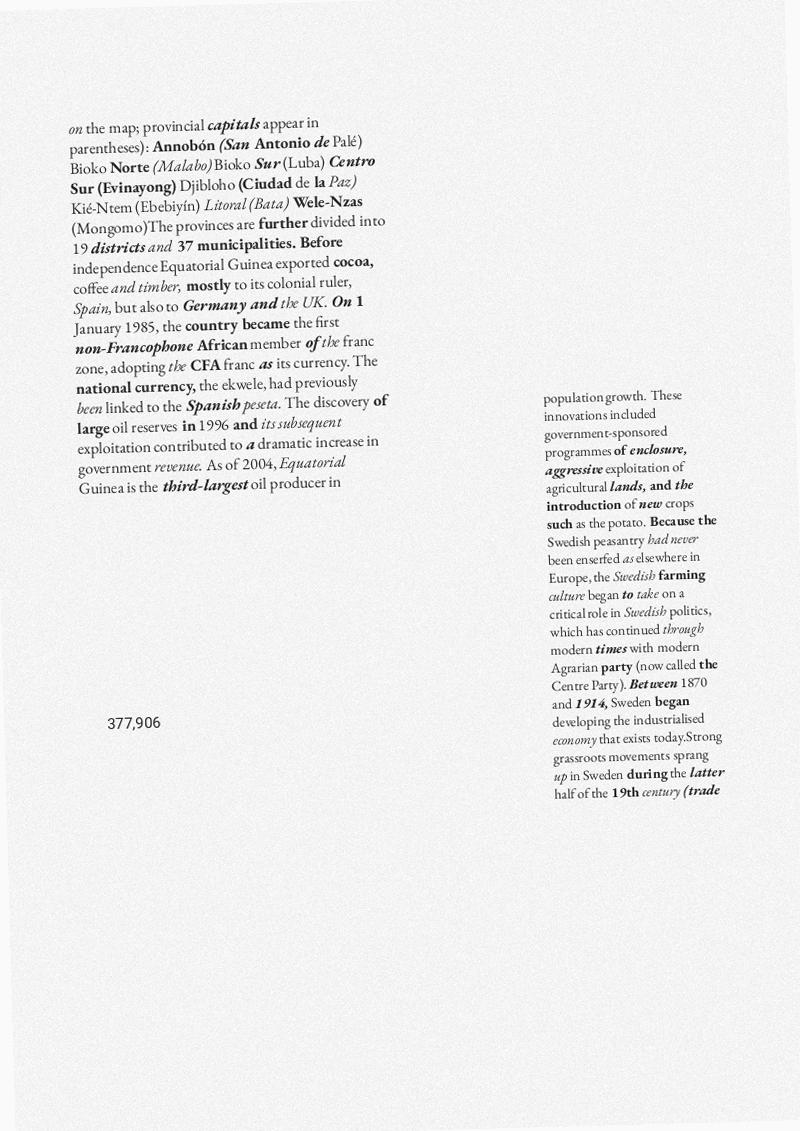 on the map; provincial capitals appear in
parentheses): Annobón (San Antonio de Palé)
Bioko Norte (Malabo)Bioko Sur (Luba) Centro
Sur (Evinayong) Djibloho (Ciudad de la Paz)
Kié-Ntem (Ebebiyín) Litoral (Bata) Wele-Nzas
(Mongomo)The provinces are further divided into
19 districts and 37 municipalities. Before
independence Equatorial Guinea exported cocoa,
coffee and timber, mostly to its colonial ruler,
Spain, but also to Germany and the UK. On 1
January 1985, the country became the first
non-Francophone African member of the franc
zone, adopting the CFA franc as its currency. The
national currency, the ekwele, had previously
been linked to the Spanish peseta. The discovery of
large oil reserves in 1996 and its subsequent
exploitation contributed to a dramatic increase in
government revenue. As of 2004, Equatorial
Guinea is the third-largest oil producer in
377,906
population growth. These
innovations included
government-sponsored
programmes of enclosure,
aggressive exploitation of
agricultural lands, and the
introduction of new crops
such as the potato. Because the
Swedish peasantry had never
been enserfed as elsewhere in
Europe, the Swedish farming
culture began to take on a
critical role in Swedish politics,
which has continued through
modern times with modern
Agrarian party (now called the
Centre Party). Between 1870
and 1914, Sweden began
developing the industrialised
economy that exists today.Strong
grassroots movements sprang
up in Sweden during the latter
half of the 19th century (trade